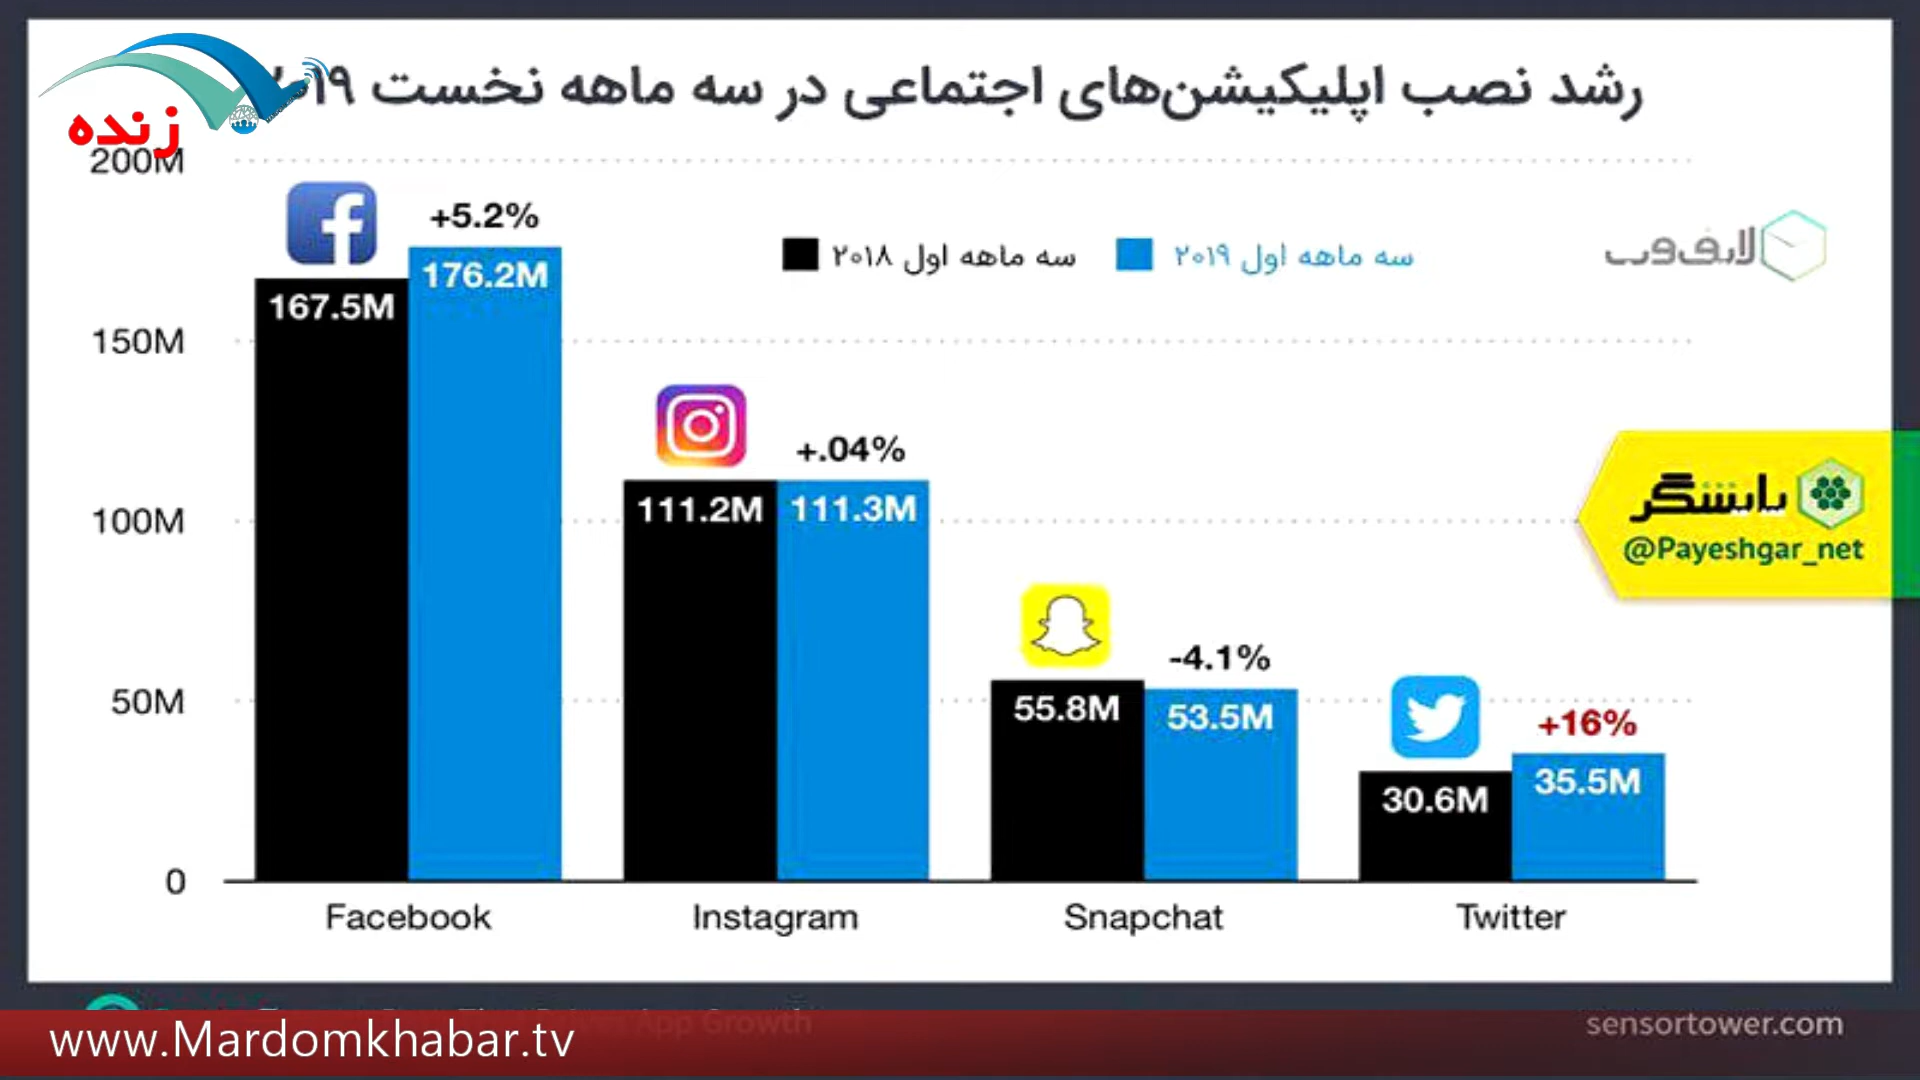 رشد نصب اپلیکیشن‌های اجتماعی در سه ماهه نخست ۲۰۱۹
زنده
200M
+5.2%
سه ماهه اول ۲۰۱۸
سه ماهه اول ۲۰۱۹
لایف‌وب
176.2M
167.5M
150M
+.04%
111.2M
111.3M
100M
پایشگر
@Payeshgar_net
-4.1%
50M
55.8M
53.5M
+16%
35.5M
30.6M
0
Facebook
Instagram
Snapchat
Twitter
App Growth
sensortower.com
www.Mardomkhabar.tv